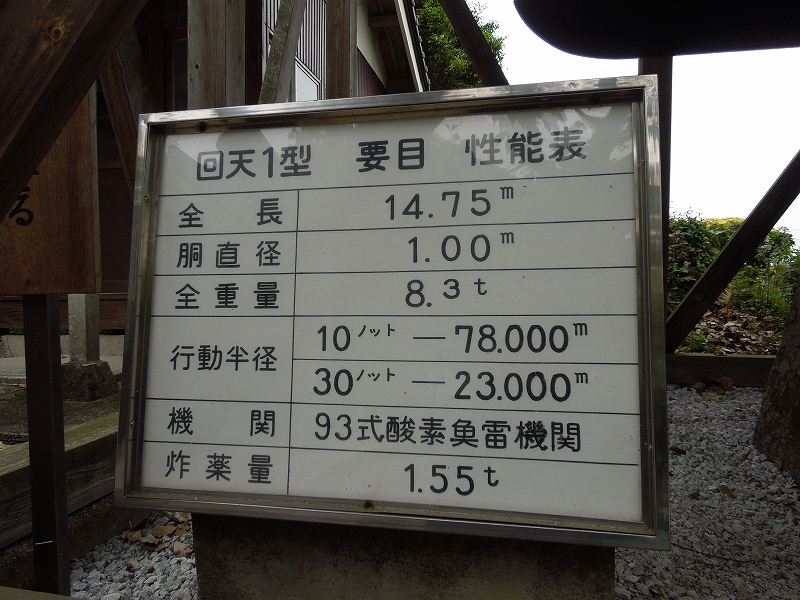 回天1型 要目 性能表
全長 14.75m
胴直径 1.00m
全重量 8.3t
行動半径 10ノット ― 78.000m
30ノット ― 23.000m
機関 93式酸素魚雷機関
炸薬量 1.55t
る